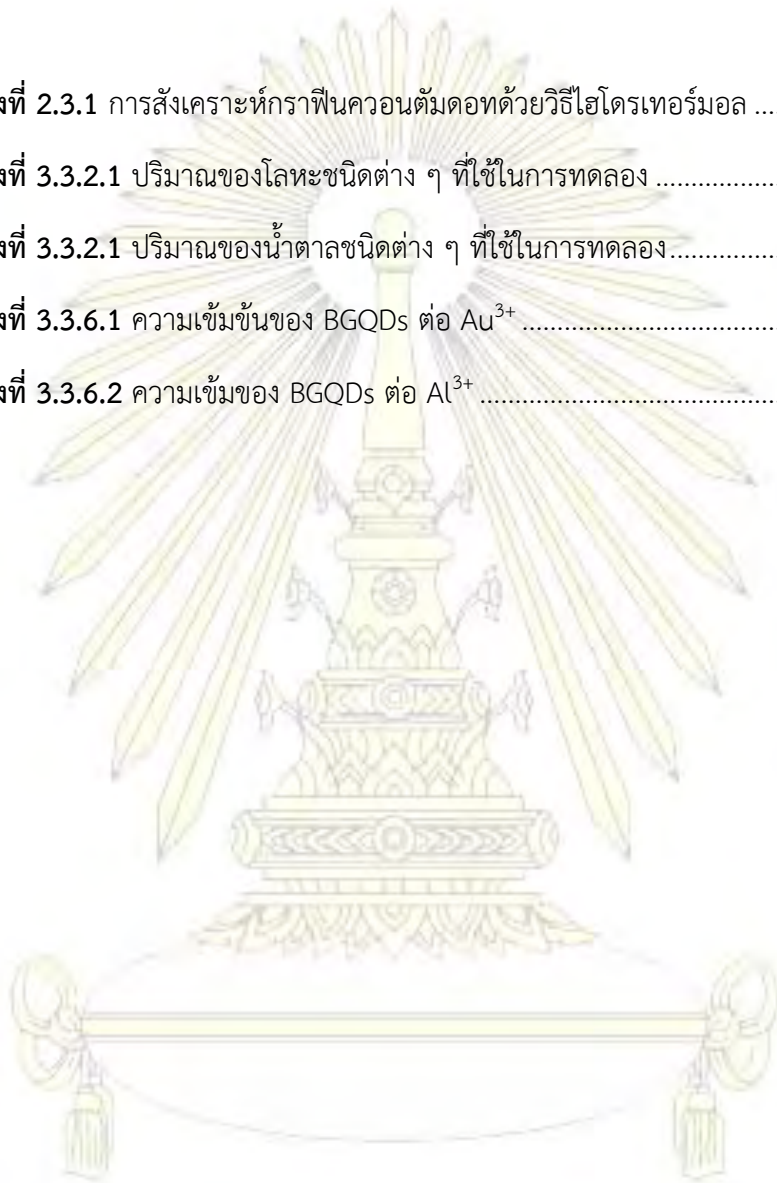 งที่ 2.3.1 การสังเคราะห์กราฟีนควอนตัมดอทด้วยวิธีไฮโดรเทอร์มอล ....
งที่ 3.3.2.1 ปริมาณของโลหะชนิดต่าง ๆ ที่ใช้ในการทดลอง ...................
งที่ 3.3.2.1 ปริมาณของน้ำตาลชนิดต่าง ๆ ที่ใช้ในการทดลอง.................
งที่ 3.3.6.1 ความเข้มข้นของ BGQDs ต่อ Au³⁺ .........................................
งที่ 3.3.6.2 ความเข้มของ BGQDs ต่อ Al³⁺ ...............................................